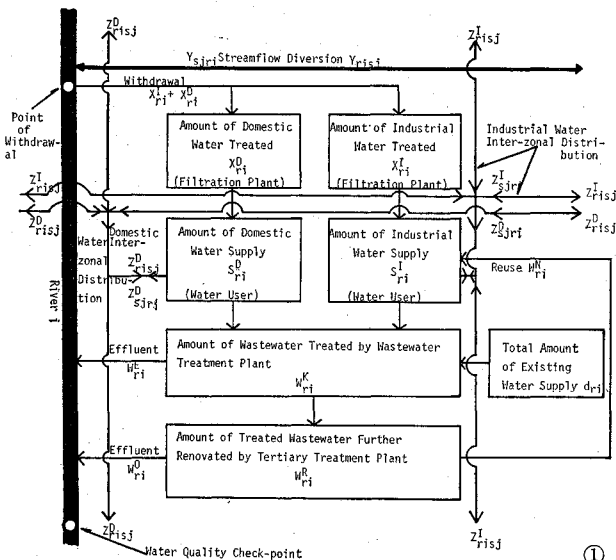 Z^D_risj
Z^I_risj
Y_sjri Streamflow Diversion Y_risj
Withdrawal
X^I_ri + X^D_ri
Point
of
Withdraw-
al
Amount of Domestic
Water Treated
X^D_ri
(Filtration Plant)
Amount of Industrial
Water Treated
X^I_ri
(Filtration Plant)
Industrial Water
Inter-zonal Distri-
bution
Z^I_risj
Z^I_sjri
Z^I_risj
Z^D_risj
Z^D_sjri
Z^D_risj
Domestic
Water Inter-
zonal
Distribu-
tion
Z^D_risj
Z^D_sjri
Amount of Domestic
Water Supply
S^D_ri
(Water User)
Amount of Industrial
Water Supply
S^I_ri
(Water User)
Reuse W^N_ri
River i
Effluent
W^E_ri
Amount of Wastewater Treated by Wastewater
Treatment Plant
W^K_ri
Total Amount
of Existing
Water Supply d_ri
Effluent
W^O_ri
Amount of Treated Wastewater Further
Renovated by Tertiary Treatment Plant
W^R_ri
Z^D_risj
Z^I_risj
Water Quality Check-point
①